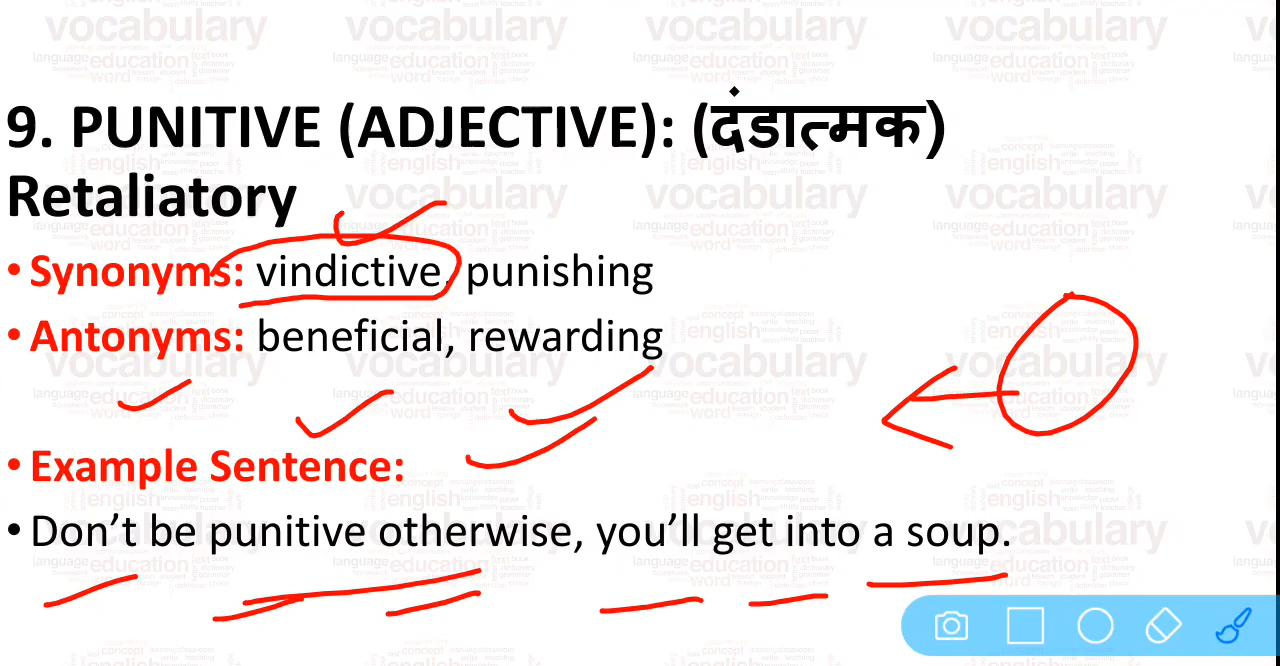 9. PUNITIVE (ADJECTIVE): (दंडात्मक)
Retaliatory
• Synonyms: vindictive, punishing
• Antonyms: beneficial, rewarding
• Example Sentence:
• Don’t be punitive otherwise, you’ll get into a soup.